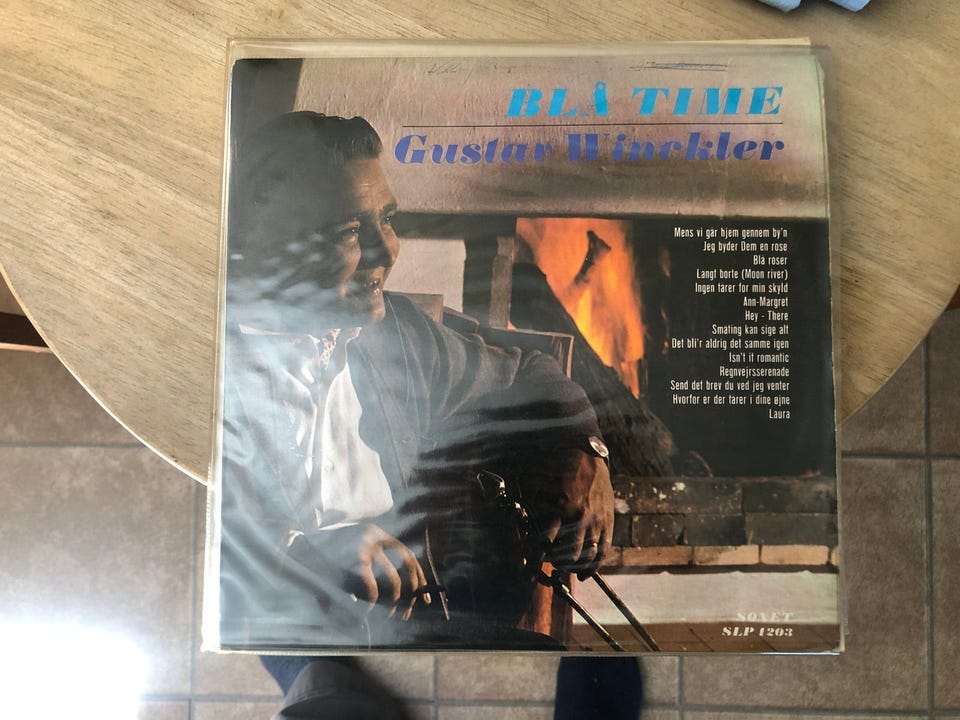 BLÅ TIME
Gustav Winckler
Mens vi går hjem gennem by'n
Jeg byder Dem en rose
Blå roser
Langt borte (Moon river)
Ingen tårer for min skyld
Ann-Margret
Hey - There
Småting kan sige alt
Det bli'r aldrig det samme igen
Isn't it romantic
Regnvejrsserenade
Send det brev du ved jeg venter
Hvorfor er der tårer i dine øjne
Laura
SONET
SLP 1203